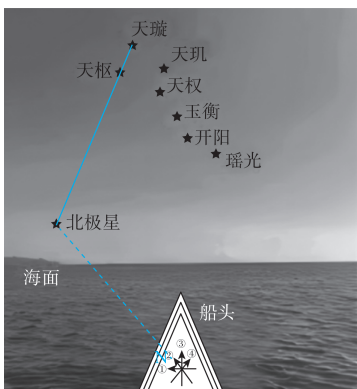 天璇
天枢
天玑
天权
玉衡
开阳
瑶光
北极星
海面
船头
③
②
④
①